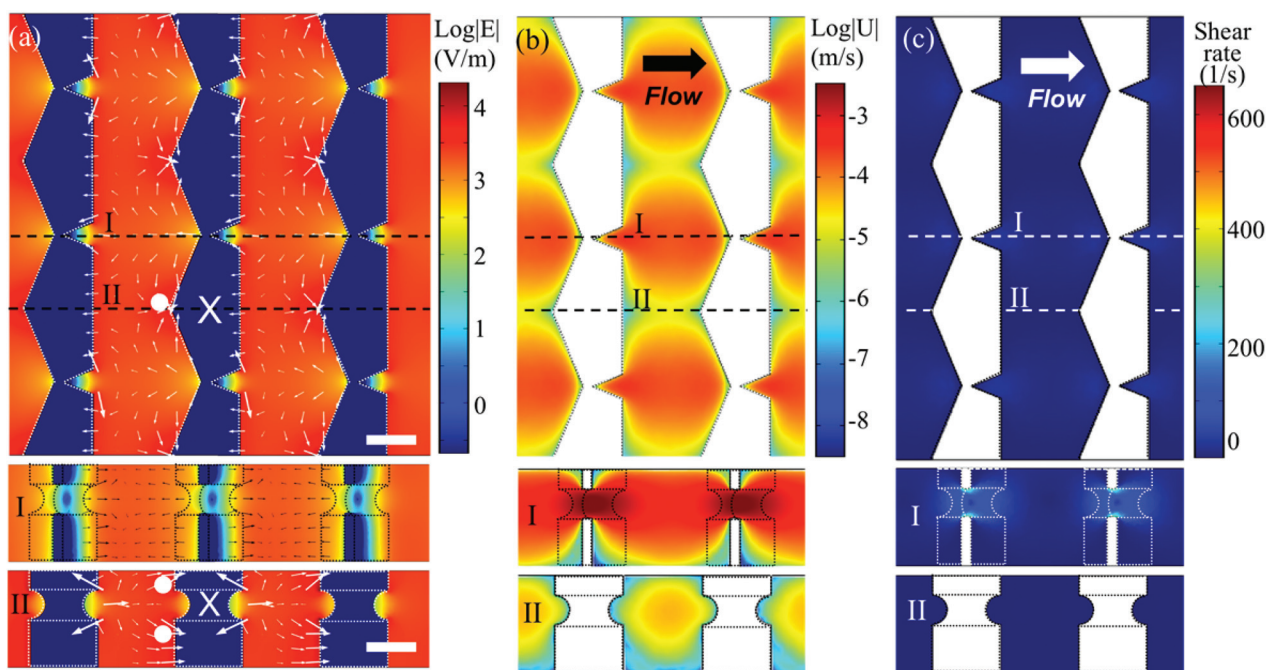 (a)
Log|E|
(V/m)
4
3
2
1
0
I
II
X
I
II
X
(b)
Log|U|
(m/s)
Flow
-3
-4
-5
-6
-7
-8
I
II
I
II
(c)
Shear
rate
(1/s)
Flow
600
400
200
0
I
II
I
II